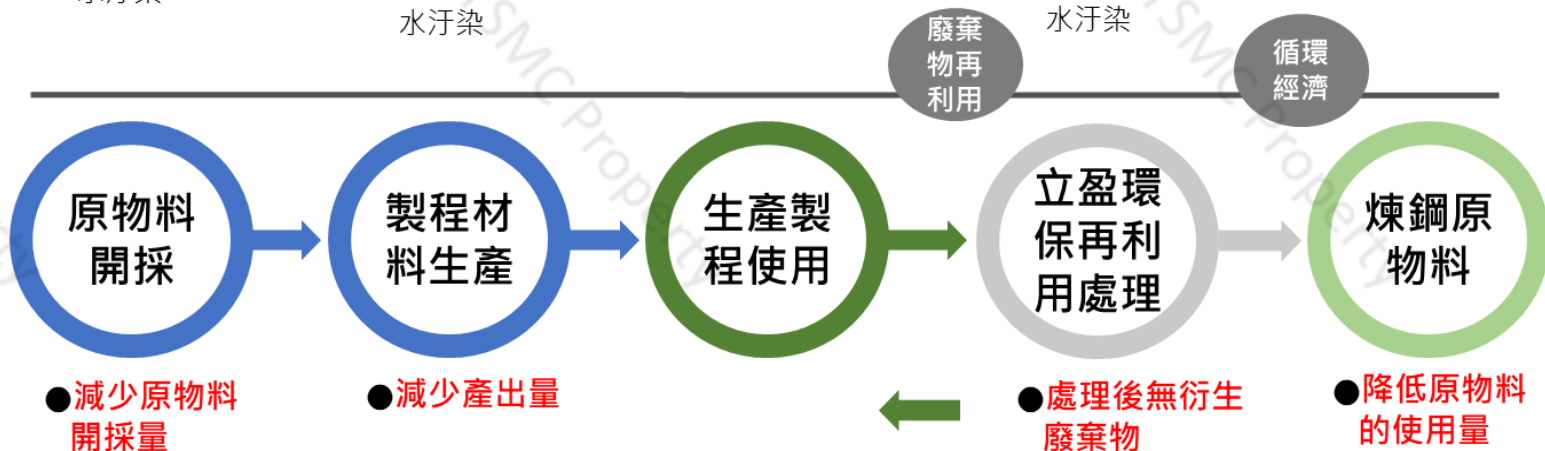 水汙染
水汙染
廢棄
物再
利用
循環
經濟
原物料
開採
製程材
料生產
生產製
程使用
立盈環
保再利
用處理
煉鋼原
物料
●減少原物料
開採量
●減少產出量
●處理後無衍生
廢棄物
●降低原物料
的使用量
TSMC Property
TSMC Property